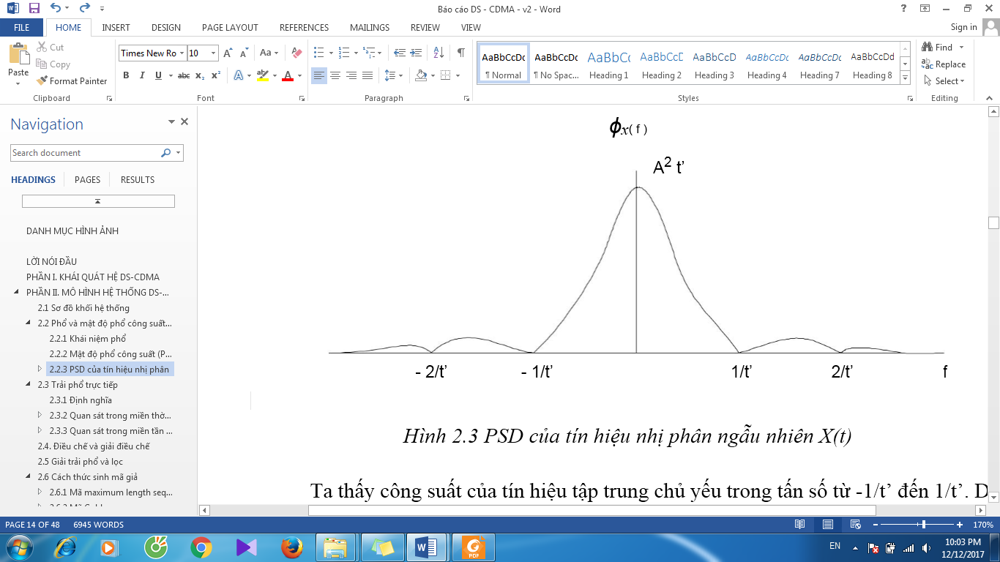 Báo cáo DS - CDMA - v2 - Word
?
FILE HOME INSERT DESIGN PAGE LAYOUT REFERENCES MAILINGS REVIEW VIEW
Sign in
Paste
Cut
Copy
Format Painter
Clipboard
Times New Ro 10
B I U abc x₂ x²
Font
Paragraph
AaBbCcDc AaBbCcDc AaBbCc AaBbCcD AaBbCcD AaBbCcDc AaBbCcDc AaBbCcDd
¶ Normal ¶ No Spac... Heading 1 Heading 2 Heading 3 Heading 4 Heading 7 Heading 8
Styles
Find
Replace
Select
Editing
Navigation
Search document
HEADINGS PAGES RESULTS
DANH MỤC HÌNH ẢNH
LỜI NÓI ĐẦU
PHẦN I. KHÁI QUÁT HỆ DS-CDMA
PHẦN II. MÔ HÌNH HỆ THỐNG DS-...
2.1 Sơ đồ khối hệ thống
2.2 Phổ và mật độ phổ công suất...
2.2.1 Khái niệm phổ
2.2.2 Mật độ phổ công suất (P...
2.2.3 PSD của tín hiệu nhị phân
2.3 Trải phổ trực tiếp
2.3.1 Định nghĩa
2.3.2 Quan sát trong miền thờ...
2.3.3 Quan sát trong miền tần ...
2.4. Điều chế và giải điều chế
2.5 Giải trải phổ và lọc
2.6 Cách thức sinh mã giả
2.6.1 Mã maximum length seq...
ϕx( f )
A² t’
- 2/t’ - 1/t’ 1/t’ 2/t’ f
Hình 2.3 PSD của tín hiệu nhị phân ngẫu nhiên X(t)
Ta thấy công suất của tín hiệu tập trung chủ yếu trong tấn số từ -1/t’ đến 1/t’. D
PAGE 14 OF 48 6945 WORDS
170%
EN
10:03 PM
12/12/2017
PDF